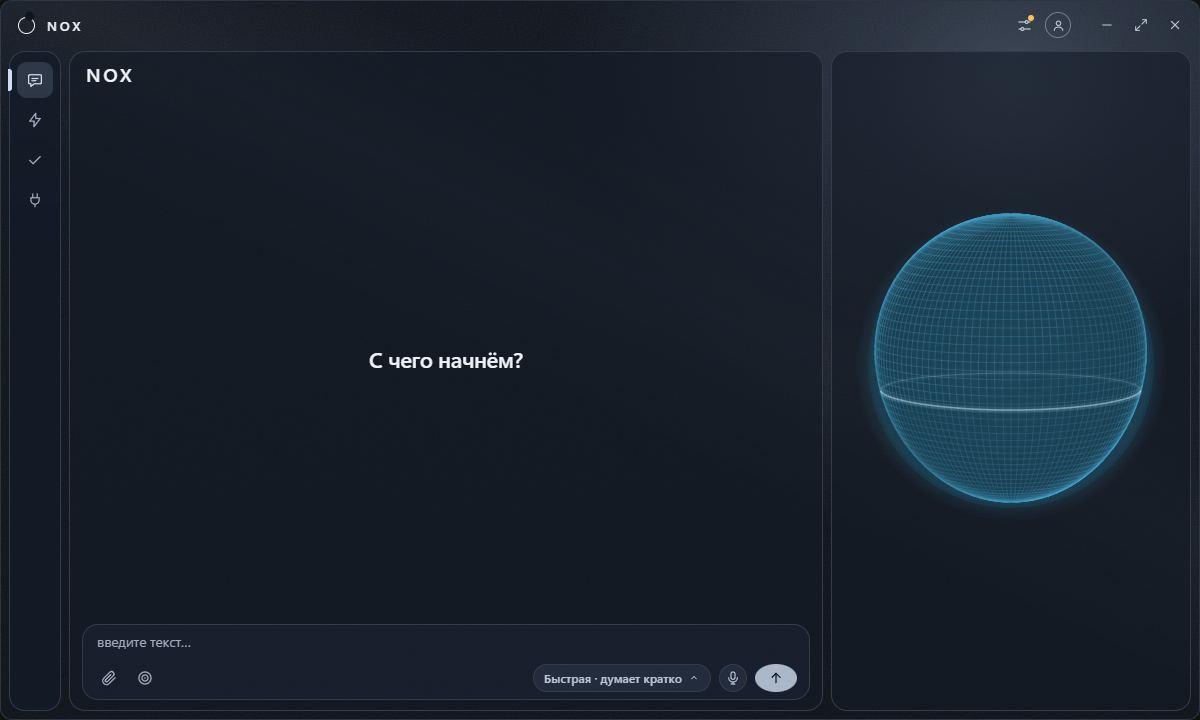 NOX
NOX
С чего начнём?
введите текст...
Быстрая · думает кратко